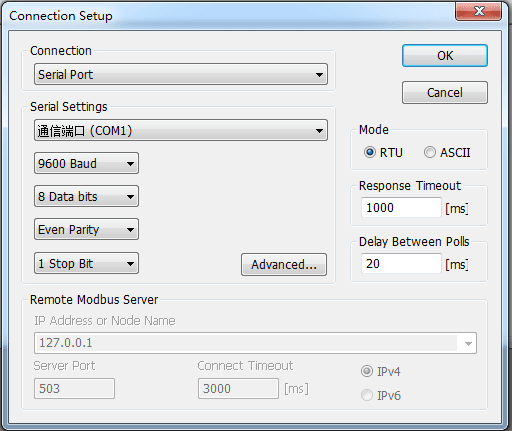 Connection Setup
Connection
Serial Port
OK
Cancel
Serial Settings
通信端口 (COM1)
9600 Baud
8 Data bits
Even Parity
1 Stop Bit
Advanced...
Mode
RTU
ASCII
Response Timeout
1000 [ms]
Delay Between Polls
20 [ms]
Remote Modbus Server
IP Address or Node Name
127.0.0.1
Server Port
Connect Timeout
503
3000 [ms]
IPv4
IPv6